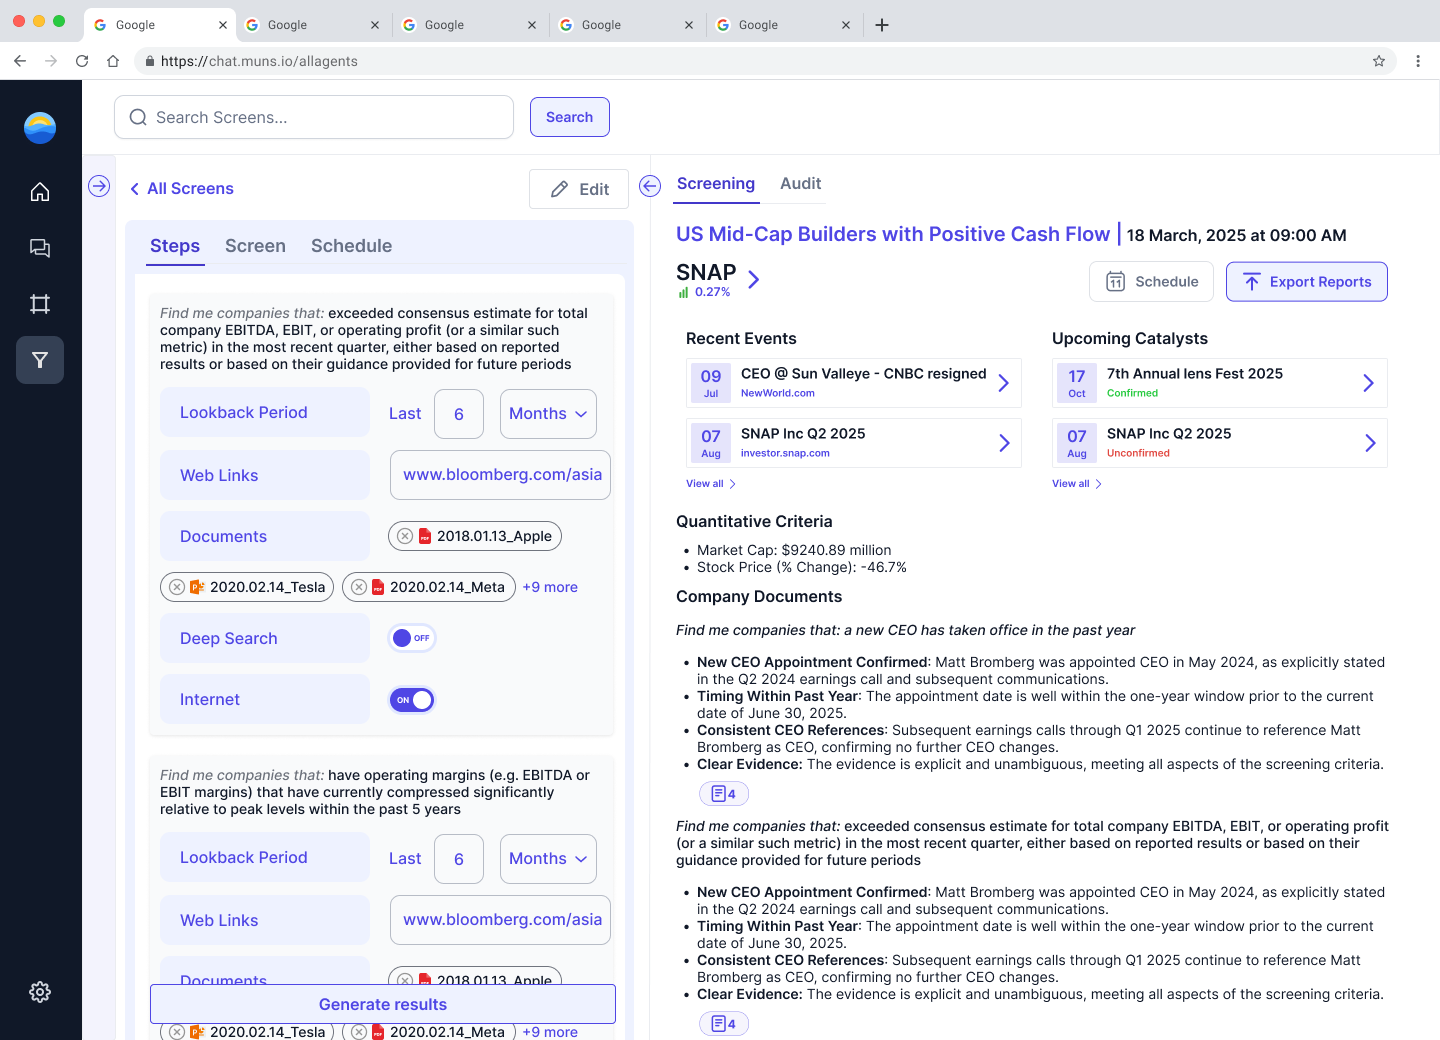 Google
Google
Google
Google
Google
https://chat.muns.io/allagents
Search Screens...
Search
All Screens
Edit
Steps
Screen
Schedule
Find me companies that: exceeded consensus estimate for total
company EBITDA, EBIT, or operating profit (or a similar such
metric) in the most recent quarter, either based on reported
results or based on their guidance provided for future periods
Lookback Period
Last
6
Months
Web Links
www.bloomberg.com/asia
Documents
2018.01.13_Apple
2020.02.14_Tesla
2020.02.14_Meta
+9 more
Deep Search
OFF
Internet
ON
Find me companies that: have operating margins (e.g. EBITDA or
EBIT margins) that have currently compressed significantly
relative to peak levels within the past 5 years
Lookback Period
Last
6
Months
Web Links
www.bloomberg.com/asia
Documents
2018.01.13_Apple
Generate results
2020.02.14_Tesla
2020.02.14_Meta
+9 more
Screening
Audit
US Mid-Cap Builders with Positive Cash Flow | 18 March, 2025 at 09:00 AM
SNAP
0.27%
11
Schedule
Export Reports
Recent Events
09
Jul
CEO @ Sun Valleye - CNBC resigned
NewWorld.com
07
Aug
SNAP Inc Q2 2025
investor.snap.com
View all
Upcoming Catalysts
17
Oct
7th Annual lens Fest 2025
Confirmed
07
Aug
SNAP Inc Q2 2025
Unconfirmed
View all
Quantitative Criteria
• Market Cap: $9240.89 million
• Stock Price (% Change): -46.7%
Company Documents
Find me companies that: a new CEO has taken office in the past year
• New CEO Appointment Confirmed: Matt Bromberg was appointed CEO in May 2024, as explicitly stated
in the Q2 2024 earnings call and subsequent communications.
• Timing Within Past Year: The appointment date is well within the one-year window prior to the current
date of June 30, 2025.
• Consistent CEO References: Subsequent earnings calls through Q1 2025 continue to reference Matt
Bromberg as CEO, confirming no further CEO changes.
• Clear Evidence: The evidence is explicit and unambiguous, meeting all aspects of the screening criteria.
4
Find me companies that: exceeded consensus estimate for total company EBITDA, EBIT, or operating profit
(or a similar such metric) in the most recent quarter, either based on reported results or based on their
guidance provided for future periods
• New CEO Appointment Confirmed: Matt Bromberg was appointed CEO in May 2024, as explicitly stated
in the Q2 2024 earnings call and subsequent communications.
• Timing Within Past Year: The appointment date is well within the one-year window prior to the current
date of June 30, 2025.
• Consistent CEO References: Subsequent earnings calls through Q1 2025 continue to reference Matt
Bromberg as CEO, confirming no further CEO changes.
• Clear Evidence: The evidence is explicit and unambiguous, meeting all aspects of the screening criteria.
4